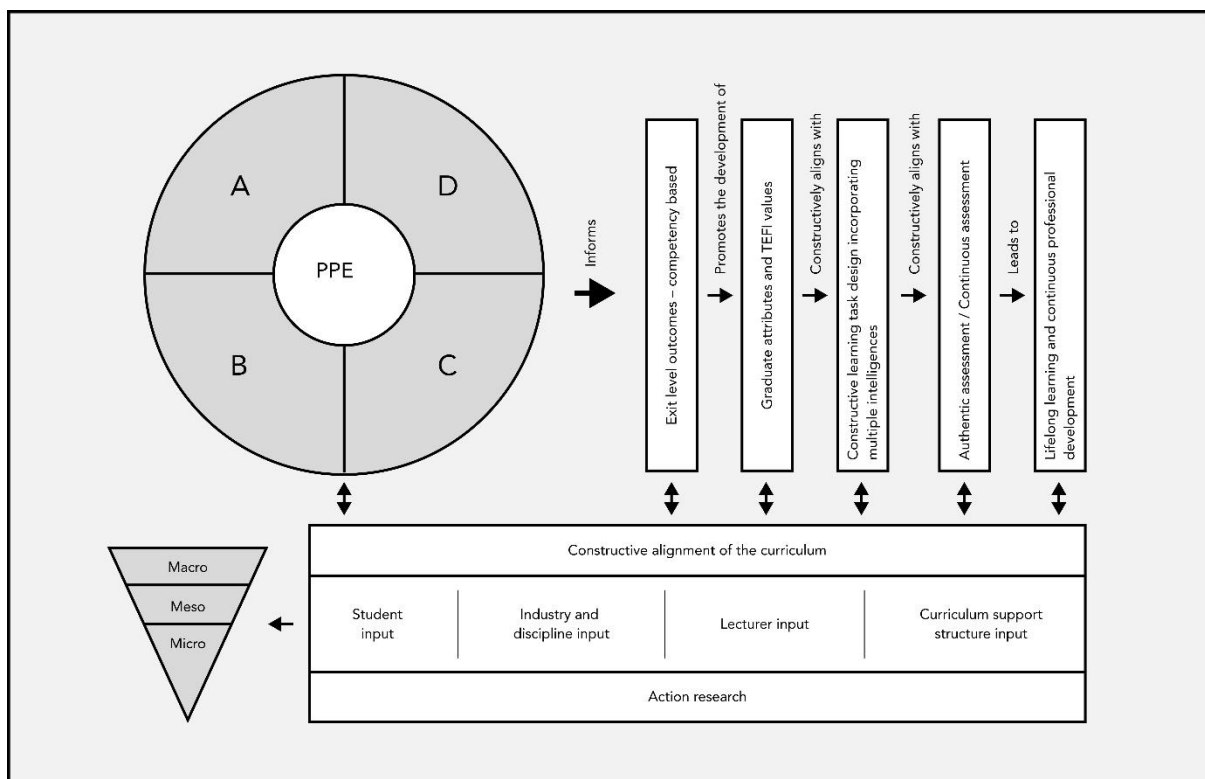 A
D
PPE
B
C
Informs
Exit level outcomes – competency based
Promotes the development of
Graduate attributes and TEFI values
Constructively aligns with
Constructive learning task design incorporating
multiple intelligences
Constructively aligns with
Authentic assessment / Continuous assessment
Leads to
Lifelong learning and continuous professional
development
Macro
Meso
Micro
Constructive alignment of the curriculum
Student
input
Industry and
discipline input
Lecturer input
Curriculum support
structure input
Action research